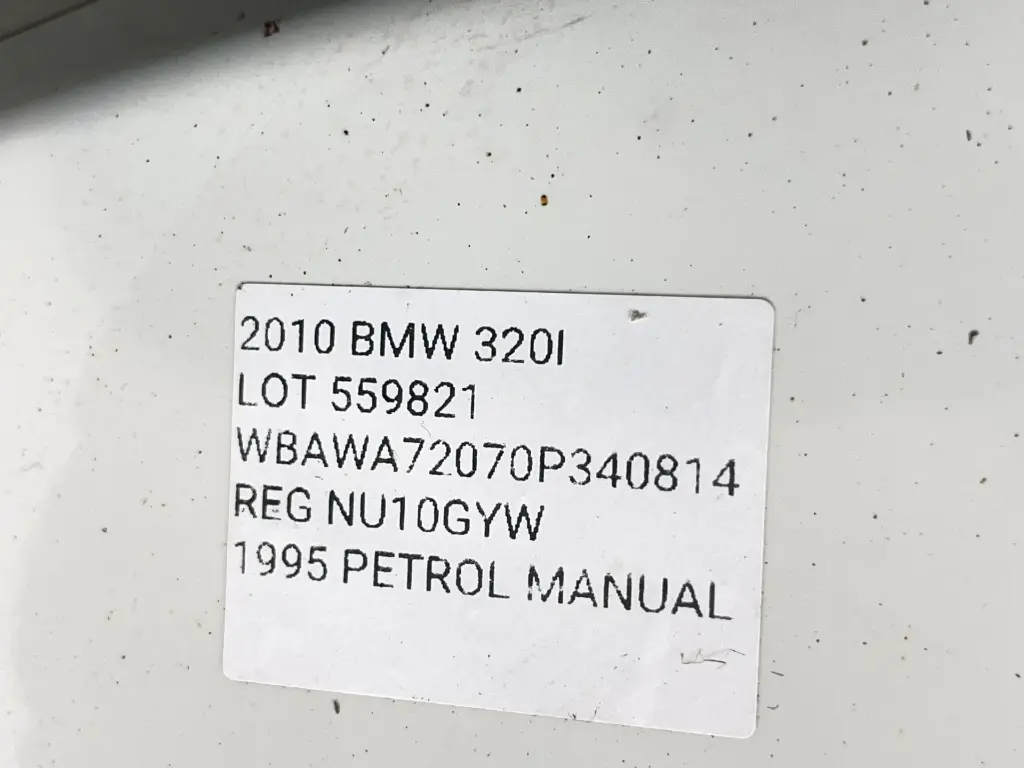 2010 BMW 320I
LOT 559821
WBAWA72070P340814
REG NU10GYW
1995 PETROL MANUAL